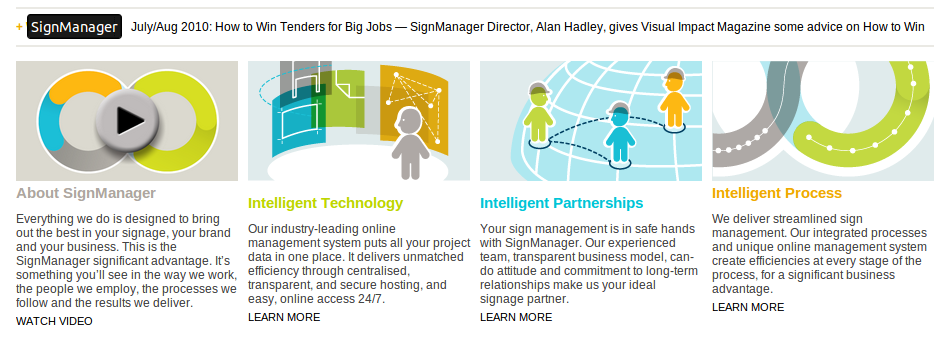 + SignManager July/Aug 2010: How to Win Tenders for Big Jobs — SignManager Director, Alan Hadley, gives Visual Impact Magazine some advice on How to Win
About SignManager
Everything we do is designed to bring
out the best in your signage, your brand
and your business. This is the
SignManager significant advantage. It's
something you'll see in the way we work,
the people we employ, the processes we
follow and the results we deliver.
WATCH VIDEO
Intelligent Technology
Our industry-leading online
management system puts all your project
data in one place. It delivers unmatched
efficiency through centralised,
transparent, and secure hosting, and
easy, online access 24/7.
LEARN MORE
Intelligent Partnerships
Your sign management is in safe hands
with SignManager. Our experienced
team, transparent business model, can-
do attitude and commitment to long-term
relationships make us your ideal
signage partner.
LEARN MORE
Intelligent Process
We deliver streamlined sign
management. Our integrated processes
and unique online management system
create efficiencies at every stage of the
process, for a significant business
advantage.
LEARN MORE